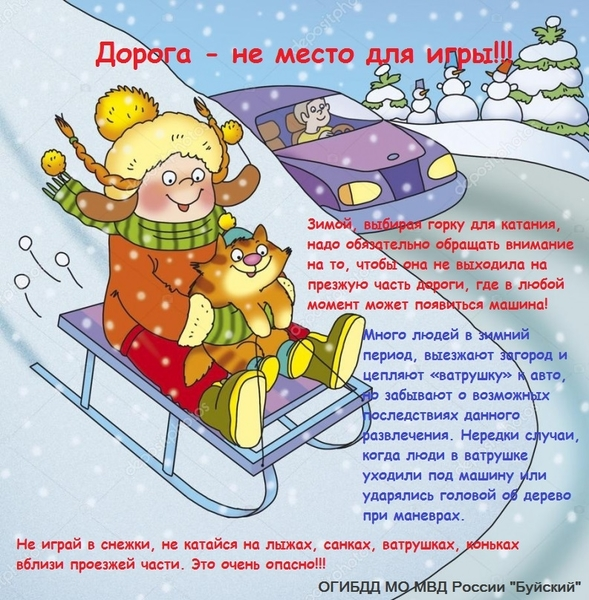 Дорога - не место для игры!!!
Зимой, выбирая горку для катания,
надо обязательно обращать внимание
на то, чтобы она не выходила на
презжую часть дороги, где в любой
момент может появиться машина!
Много людей в зимний
период, выезжают загород и
цепляют «ватрушку» к авто,
но забывают о возможных
последствиях данного
развлечения. Нередки случаи,
когда люди в ватрушке
уходили под машину или
ударялись головой об дерево
при маневрах.
Не играй в снежки, не катайся на лыжах, санках, ватрушках, коньках
вблизи проезжей части. Это очень опасно!!!
ОГИБДД МО МВД России "Буйский"